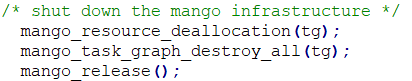 /* shut down the mango infrastructure */
mango_resource_deallocation(tg);
mango_task_graph_destroy_all(tg);
mango_release();